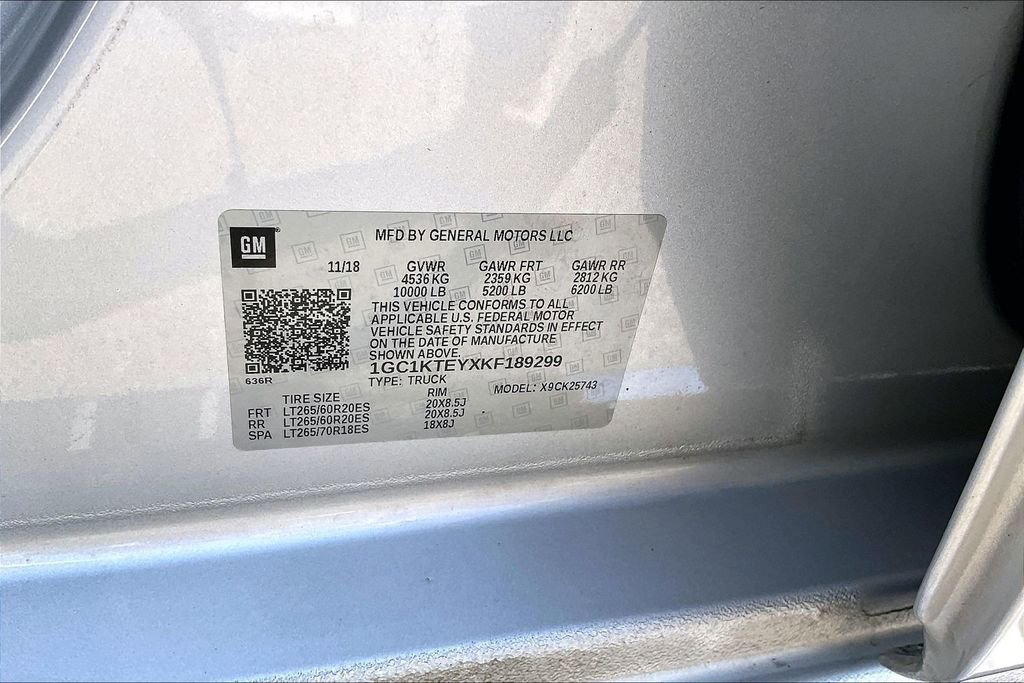 GM
MFD BY GENERAL MOTORS LLC
11/18 GVWR GAWR FRT GAWR RR
4536 KG 2359 KG 2812 KG
10000 LB 5200 LB 6200 LB
THIS VEHICLE CONFORMS TO ALL
APPLICABLE U.S. FEDERAL MOTOR
VEHICLE SAFETY STANDARDS IN EFFECT
ON THE DATE OF MANUFACTURE
SHOWN ABOVE.
1GC1KTEYXKF189299
636R
TYPE: TRUCK MODEL: X9CK25743
TIRE SIZE RIM
FRT LT265/60R20ES 20X8.5J
RR LT265/60R20ES 20X8.5J
SPA LT265/70R18ES 18X8J